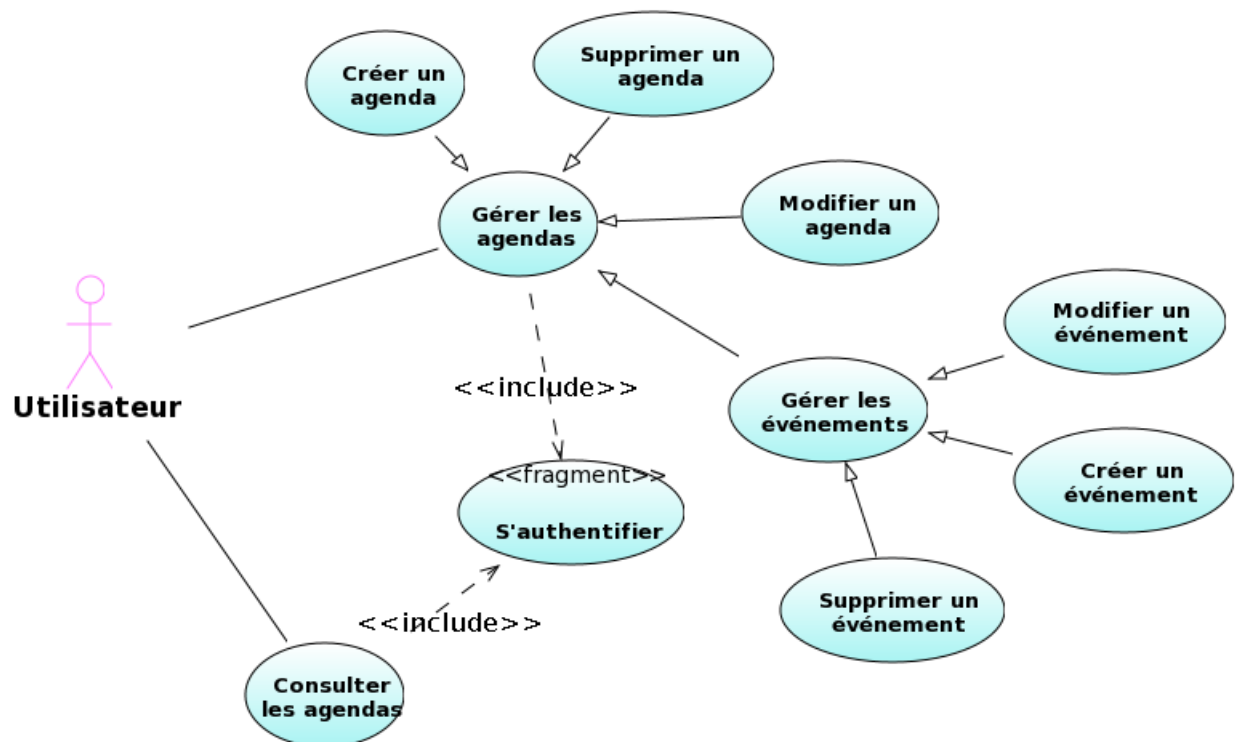 Créer un
agenda
Supprimer un
agenda
Gérer les
agendas
Modifier un
agenda
Modifier un
événement
Utilisateur
<<include>>
Gérer les
événements
<<fragment>>
S'authentifier
Créer un
événement
<<include>>
Supprimer un
événement
Consulter
les agendas